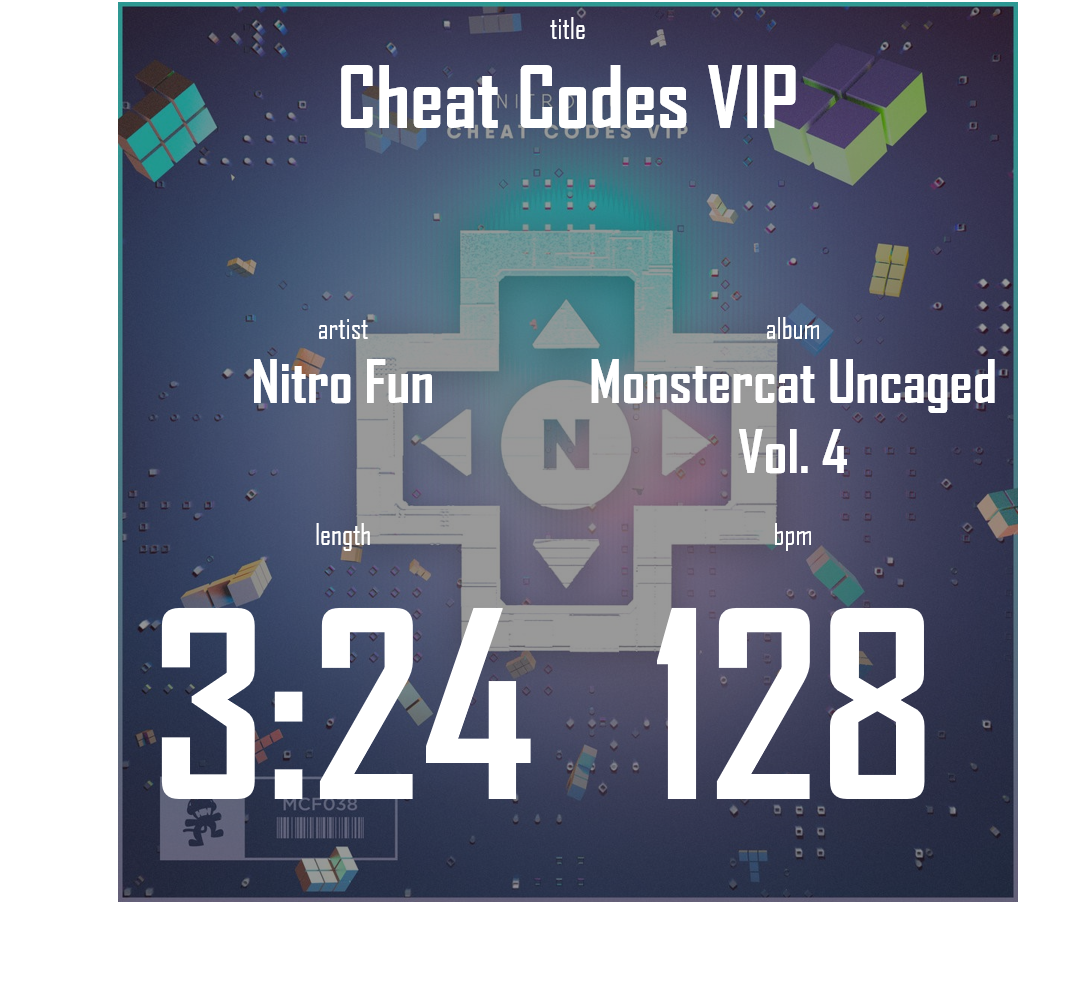 title
Cheat Codes VIP
NITRO
CHEAT CODES VIP
artist
Nitro Fun
album
Monstercat Uncaged
Vol. 4
N
length
3:24
bpm
128
MCF038